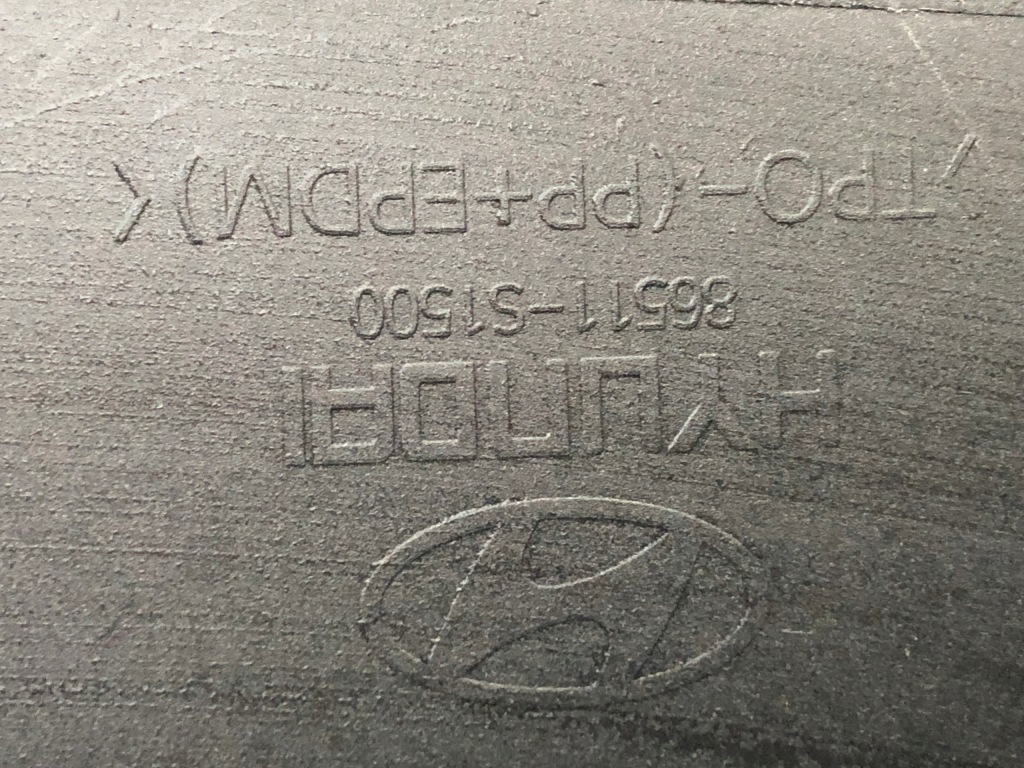 HYUNDAI
86511-S1500
>TPO-(PP+EPDM)<